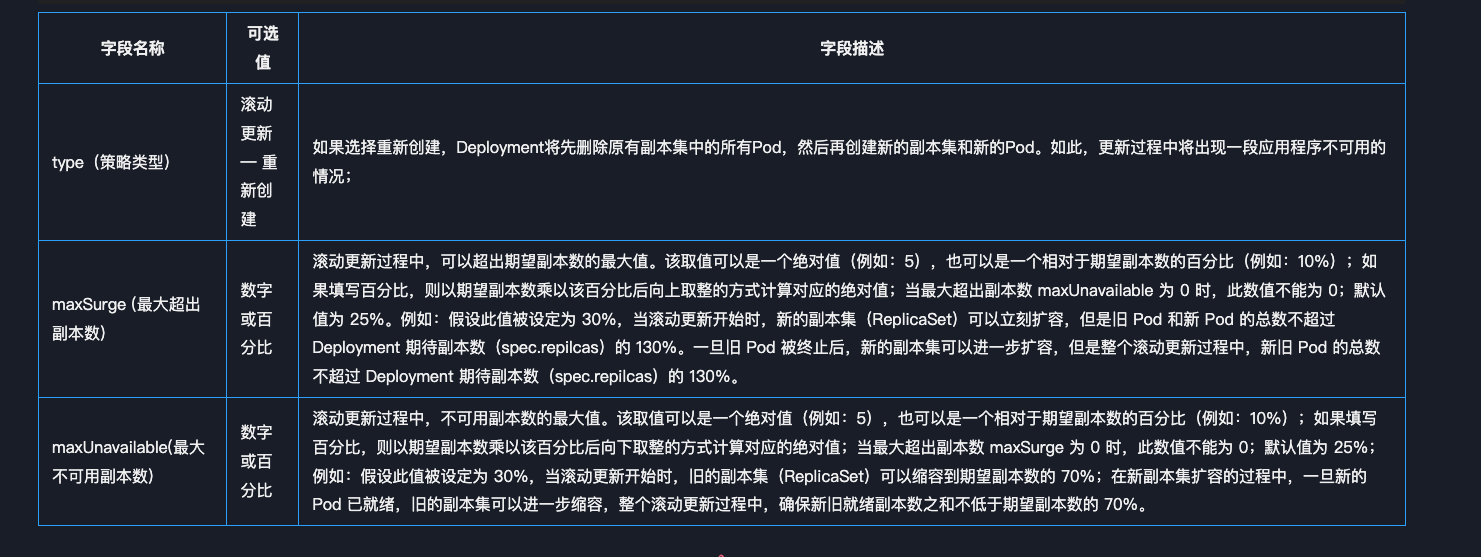 字段名称
可选
值
字段描述
type（策略类型）
滚动
更新
— 重
新创
建
如果选择重新创建，Deployment将先删除原有副本集中的所有Pod，然后再创建新的副本集和新的Pod。如此，更新过程中将出现一段应用程序不可用的
情况；
maxSurge (最大超出
副本数)
数字
或百
分比
滚动更新过程中，可以超出期望副本数的最大值。该取值可以是一个绝对值（例如：5），也可以是一个相对于期望副本数的百分比（例如：10%）；如
果填写百分比，则以期望副本数乘以该百分比后向上取整的方式计算对应的绝对值；当最大超出副本数 maxUnavailable 为 0 时，此数值不能为 0；默认
值为 25%。例如：假设此值被设定为 30%，当滚动更新开始时，新的副本集（ReplicaSet）可以立刻扩容，但是旧 Pod 和新 Pod 的总数不超过
Deployment 期待副本数（spec.repilcas）的 130%。一旦旧 Pod 被终止后，新的副本集可以进一步扩容，但是整个滚动更新过程中，新旧 Pod 的总数
不超过 Deployment 期待副本数（spec.repilcas）的 130%。
maxUnavailable(最大
不可用副本数)
数字
或百
分比
滚动更新过程中，不可用副本数的最大值。该取值可以是一个绝对值（例如：5），也可以是一个相对于期望副本数的百分比（例如：10%）；如果填写
百分比，则以期望副本数乘以该百分比后向下取整的方式计算对应的绝对值；当最大超出副本数 maxSurge 为 0 时，此数值不能为 0；默认值为 25%；
例如：假设此值被设定为 30%，当滚动更新开始时，旧的副本集（ReplicaSet）可以缩容到期望副本数的 70%；在新副本集扩容的过程中，一旦新的
Pod 已就绪，旧的副本集可以进一步缩容，整个滚动更新过程中，确保新旧就绪副本数之和不低于期望副本数的 70%。